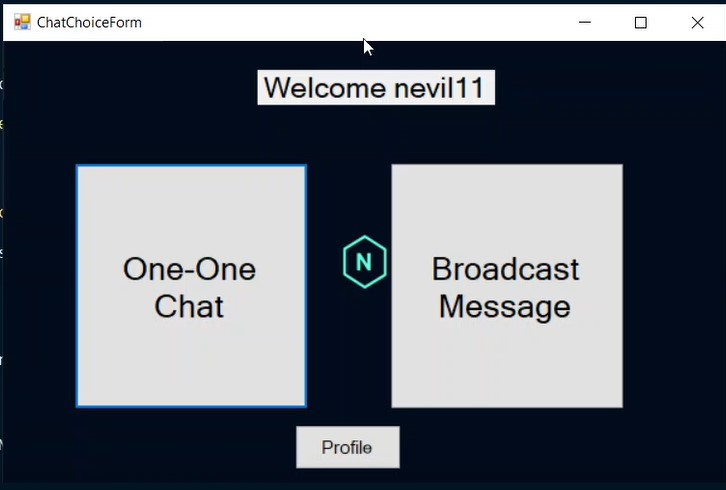 ChatChoiceForm
Welcome nevil11
One-One
Chat
N
Broadcast
Message
Profile